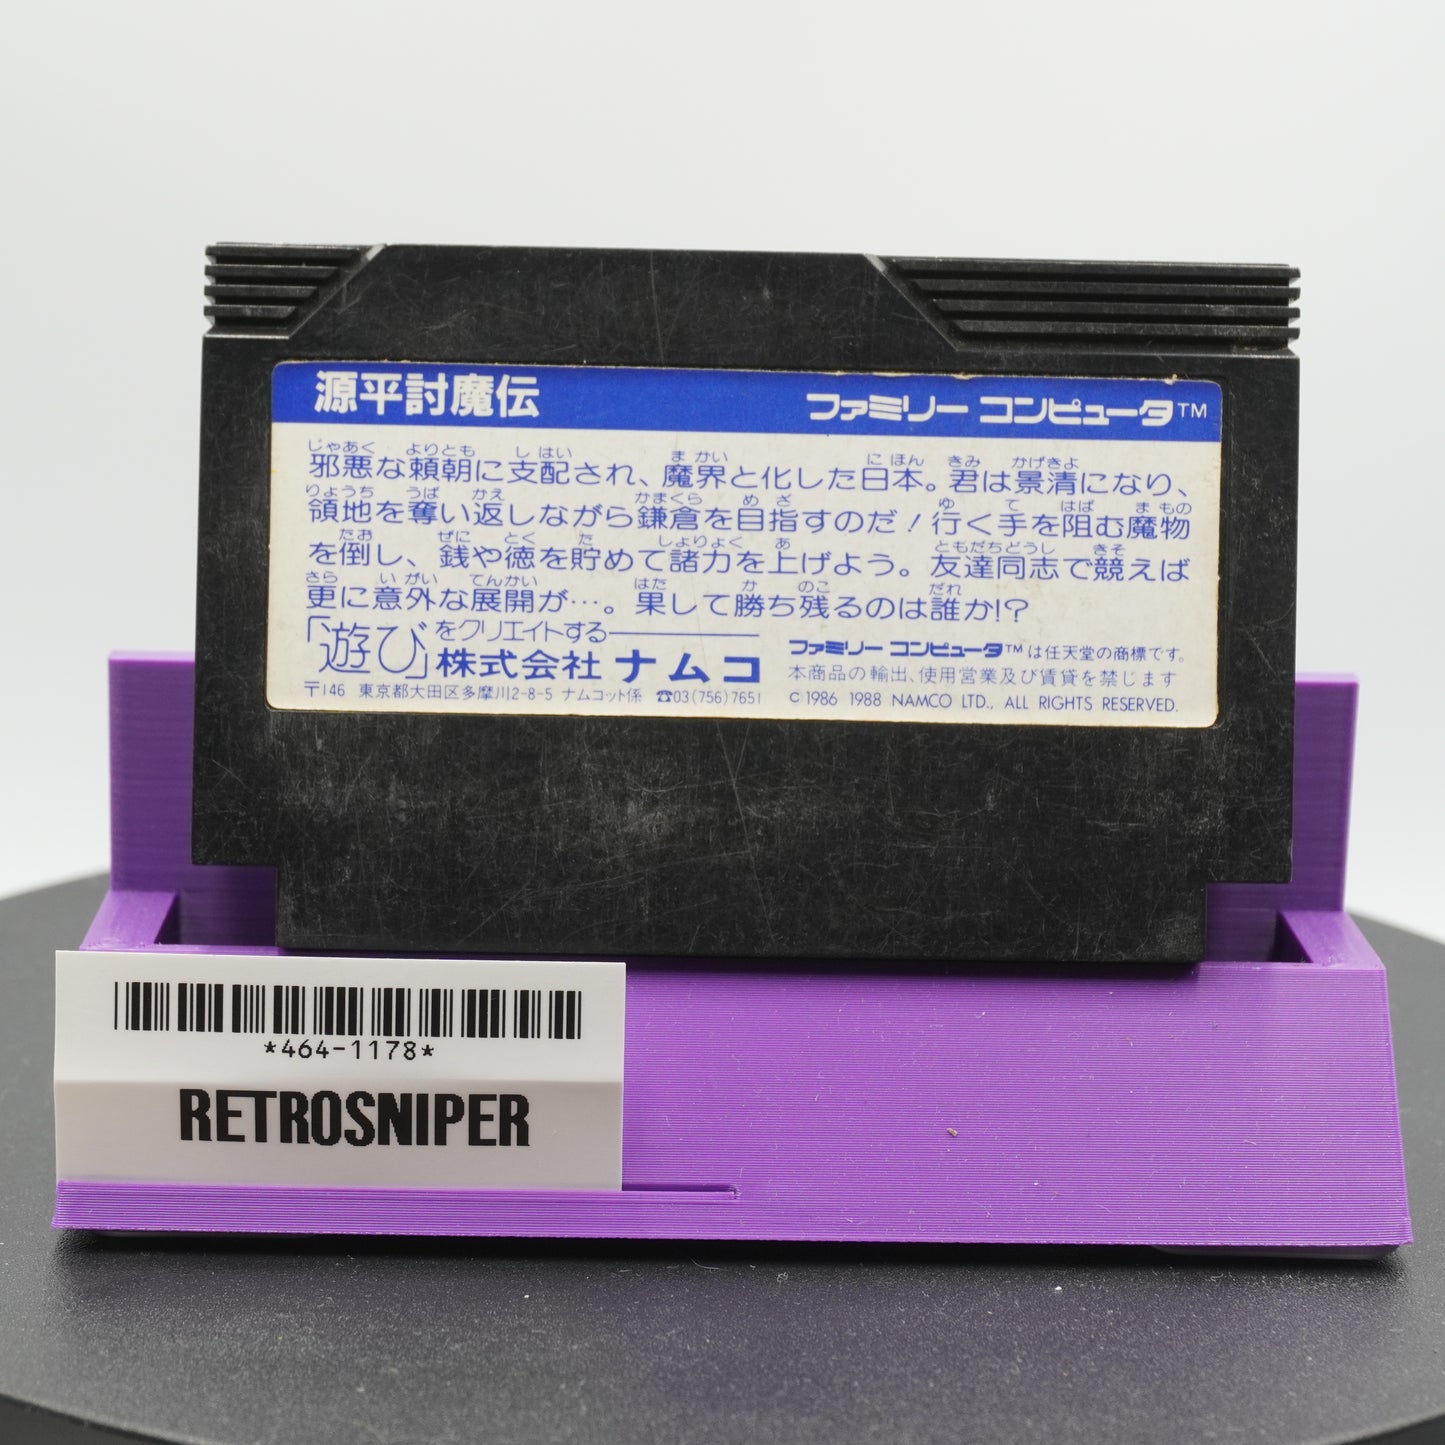 源平討魔伝 ファミリー コンピュータ™
じゃあく よりとも し はい ま かい に ほん きみ かげきよ
邪悪な頼朝に支配され、魔界と化した日本。君は景清になり、
りょうち うば かえ かまくら め ざ ゆ て はば ま もの
領地を奪い返しながら鎌倉を目指すのだ！行く手を阻む魔物
たお ぜに とく た しょりょく あ ともだちどうし きそ
を倒し、銭や徳を貯めて諸力を上げよう。友達同志で競えば
さら い がい てんかい はた か のこ だれ
更に意外な展開が…。果して勝ち残るのは誰か!?
「遊び」をクリエイトする
株式会社 ナムコ
〒146 東京都大田区多摩川2-8-5 ナムコット係 ☎03(756)7651
ファミリー コンピュータ™は任天堂の商標です。
本商品の輸出、使用営業及び賃貸を禁じます
©1986 1988 NAMCO LTD., ALL RIGHTS RESERVED.
*464-1178*
RETROSNIPER